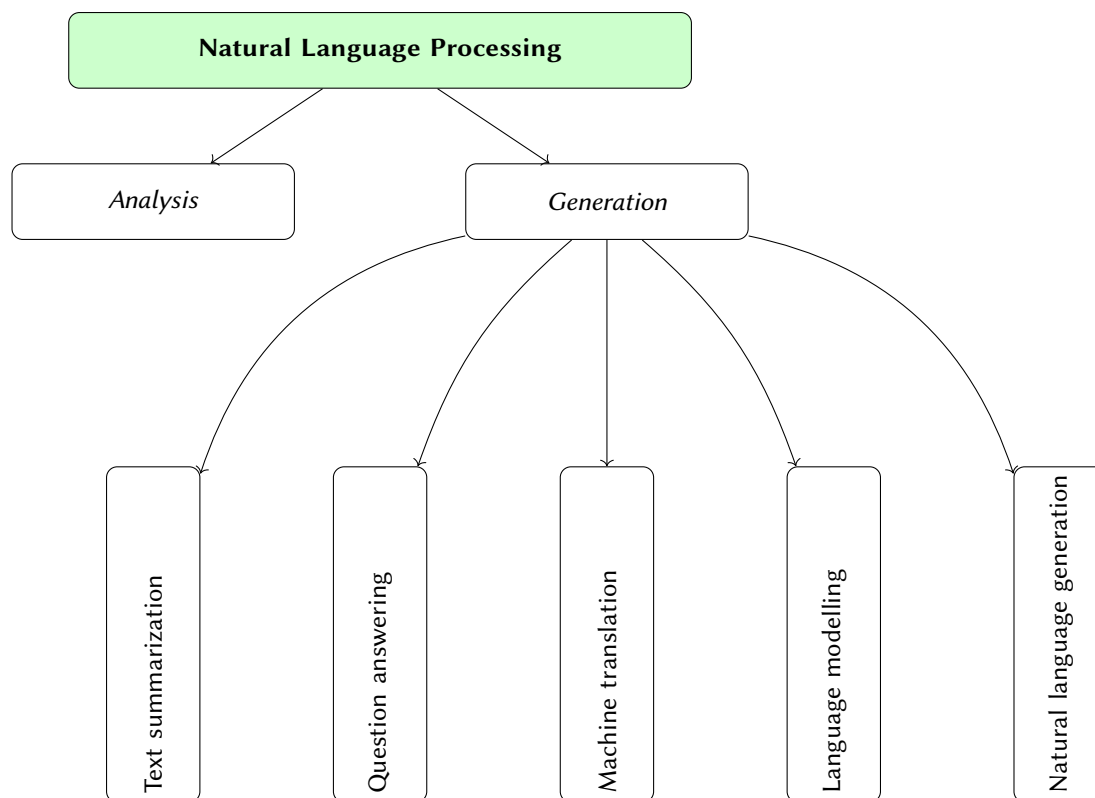 Natural Language Processing
Analysis
Generation
Text summarization
Question answering
Machine translation
Language modelling
Natural language generation